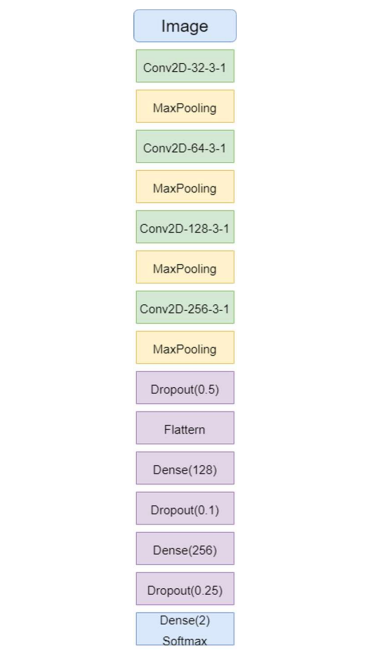 Image
Conv2D-32-3-1
MaxPooling
Conv2D-64-3-1
MaxPooling
Conv2D-128-3-1
MaxPooling
Conv2D-256-3-1
MaxPooling
Dropout(0.5)
Flattern
Dense(128)
Dropout(0.1)
Dense(256)
Dropout(0.25)
Dense(2)
Softmax